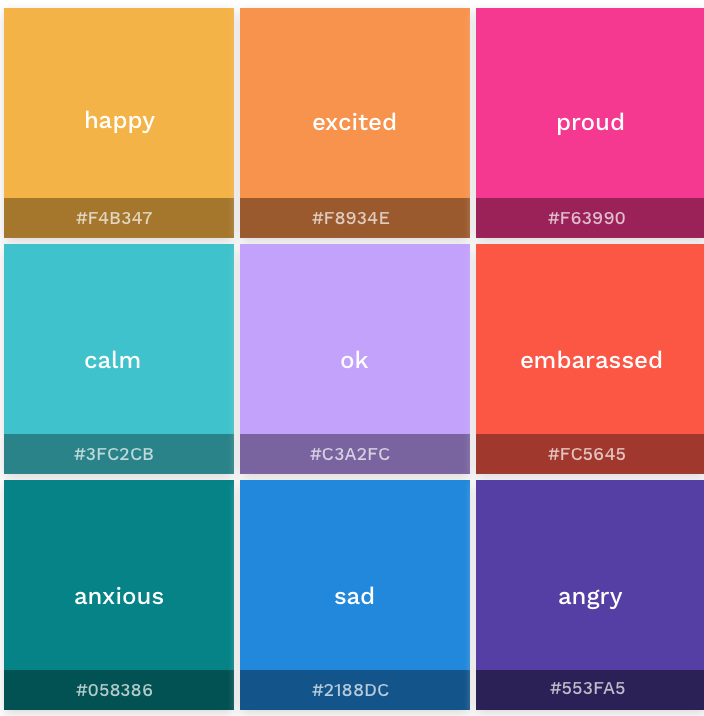 happy
#F4B347
excited
#F8934E
proud
#F63990
calm
#3FC2CB
ok
#C3A2FC
embarassed
#FC5645
anxious
#058386
sad
#2188DC
angry
#553FA5